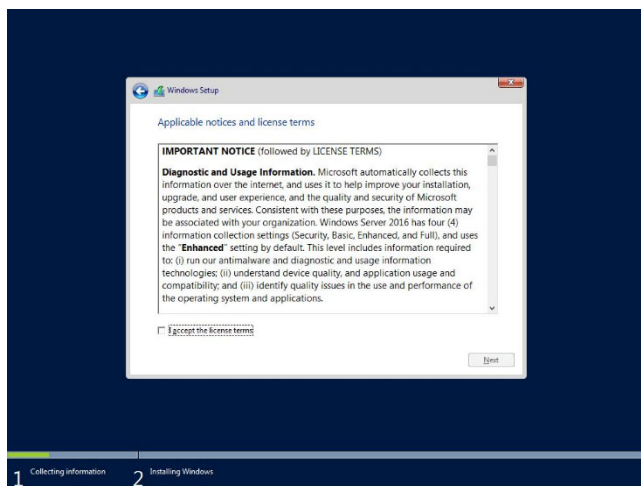 Windows Setup
Applicable notices and license terms
IMPORTANT NOTICE (followed by LICENSE TERMS)
Diagnostic and Usage Information. Microsoft automatically collects this
information over the internet, and uses it to help improve your installation,
upgrade, and user experience, and the quality and security of Microsoft
products and services. Consistent with these purposes, the information may
be associated with your organization. Windows Server 2016 has four (4)
information collection settings (Security, Basic, Enhanced, and Full), and uses
the "Enhanced" setting by default. This level includes information required
to: (i) run our antimalware and diagnostic and usage information
technologies; (ii) understand device quality, and application usage and
compatibility; and (iii) identify quality issues in the use and performance of
the operating system and applications.
I accept the license terms
Next
1 Collecting information 2 Installing Windows